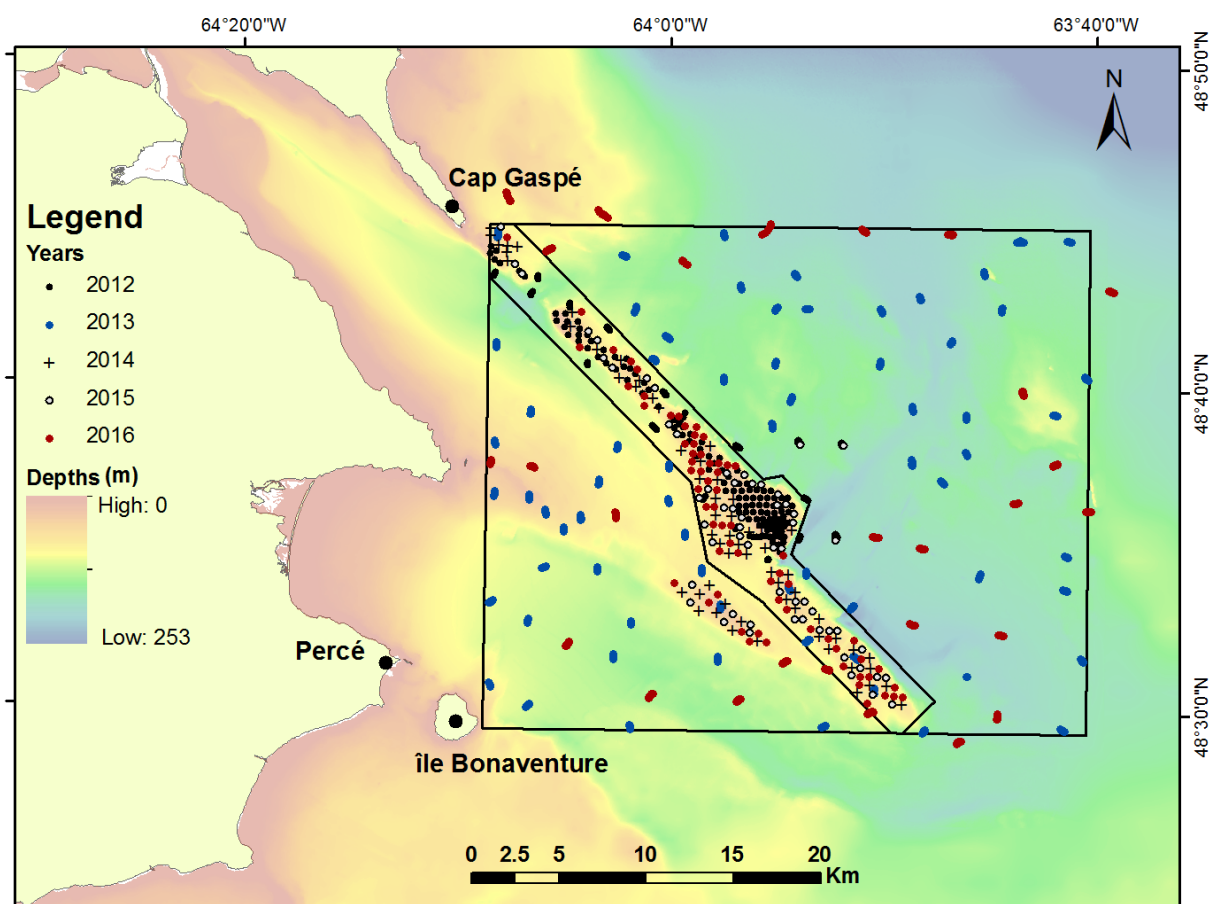 64°20'0"W 64°0'0"W 63°40'0"W
48°50'0"N
N
Cap Gaspé
Legend
Years
2012
2013
2014
2015
2016
48°40'0"N
Depths (m)
High: 0
Low: 253
Percé
48°30'0"N
île Bonaventure
0 2.5 5 10 15 20
Km